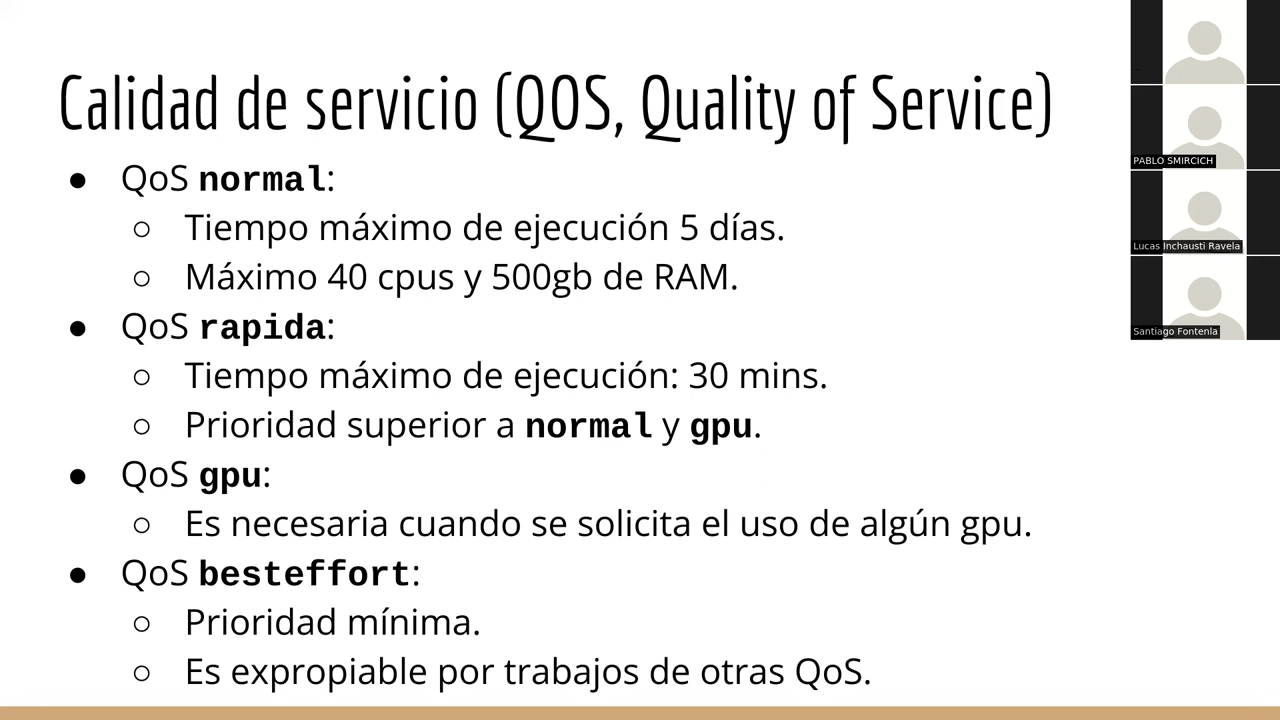 Calidad de servicio (QOS, Quality of Service)
● QoS normal:
○ Tiempo máximo de ejecución 5 días.
○ Máximo 40 cpus y 500gb de RAM.
● QoS rapida:
○ Tiempo máximo de ejecución: 30 mins.
○ Prioridad superior a normal y gpu.
● QoS gpu:
○ Es necesaria cuando se solicita el uso de algún gpu.
● QoS besteffort:
○ Prioridad mínima.
○ Es expropiable por trabajos de otras QoS.
PABLO SMIRCICH
Lucas Inchausti Ravela
Santiago Fontenla